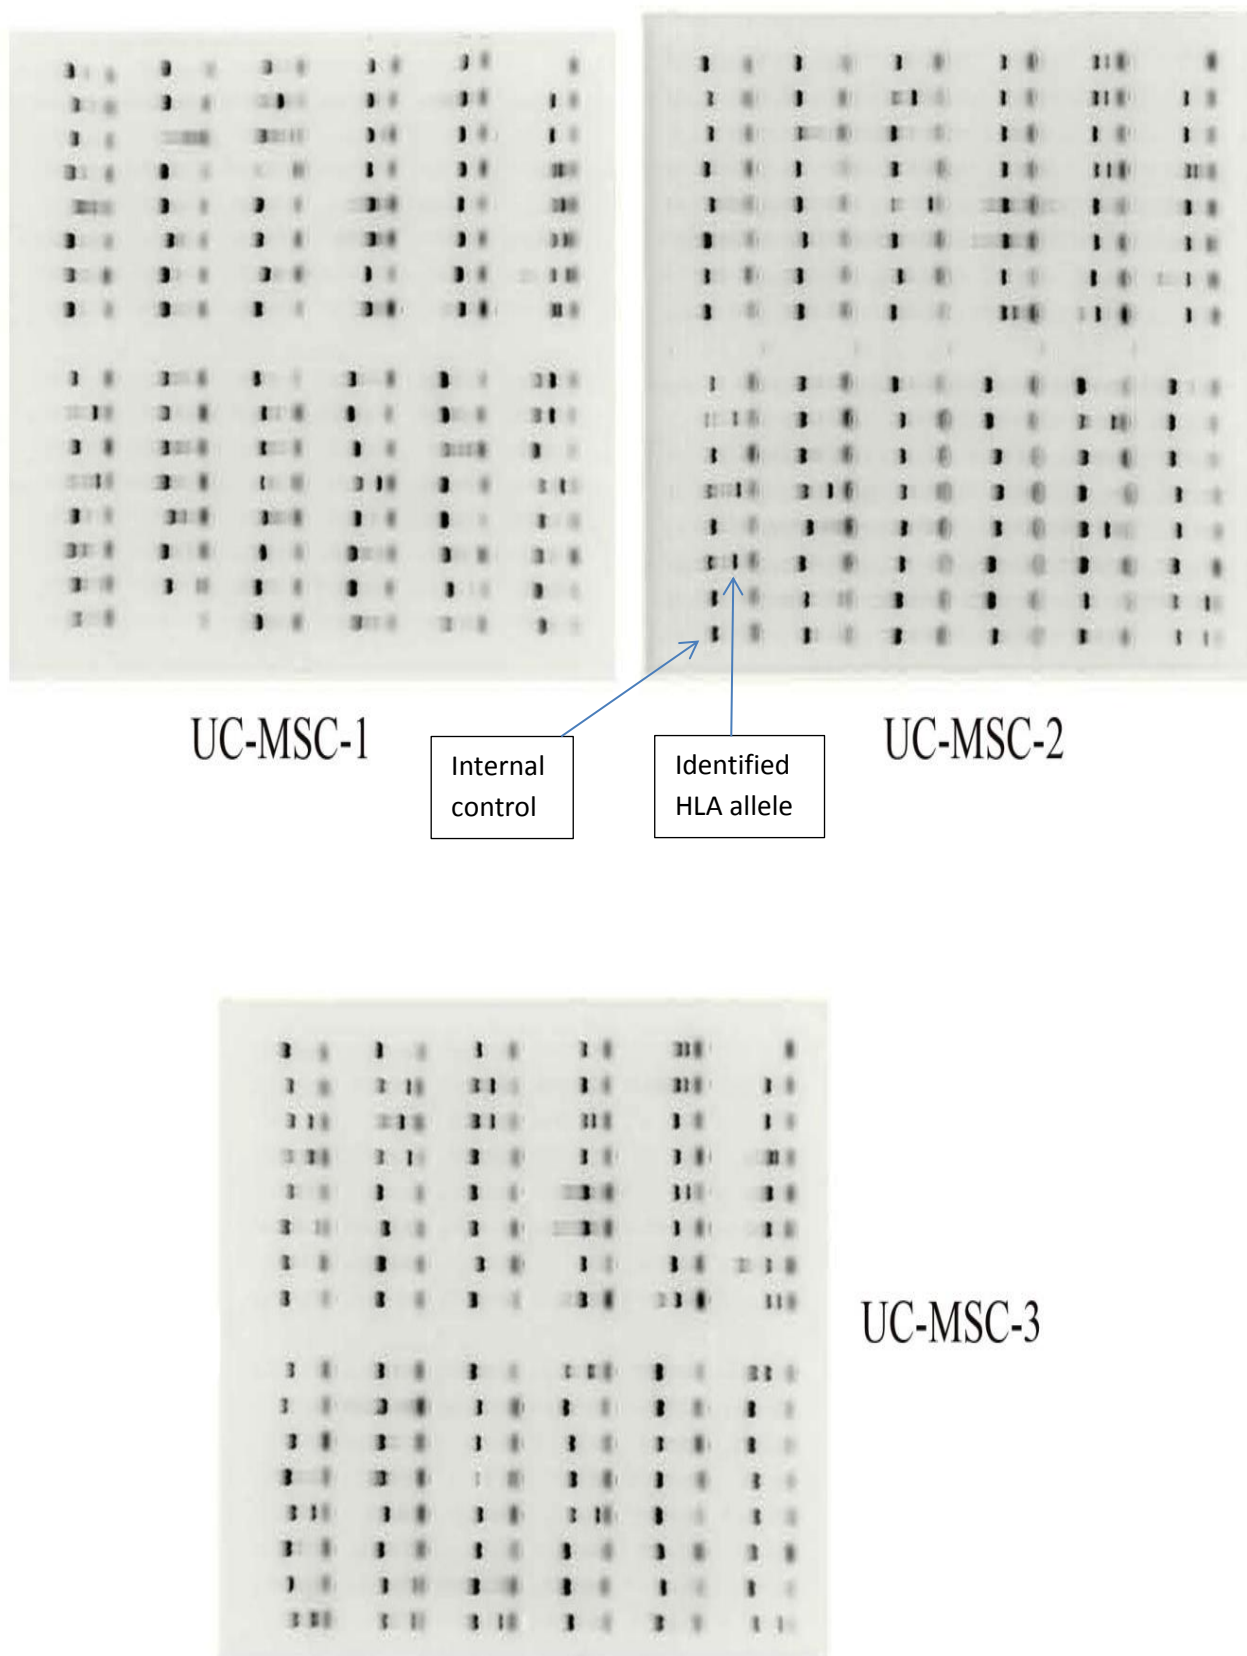 UC-MSC-1
Internal
control
Identified
HLA allele
UC-MSC-2
UC-MSC-3